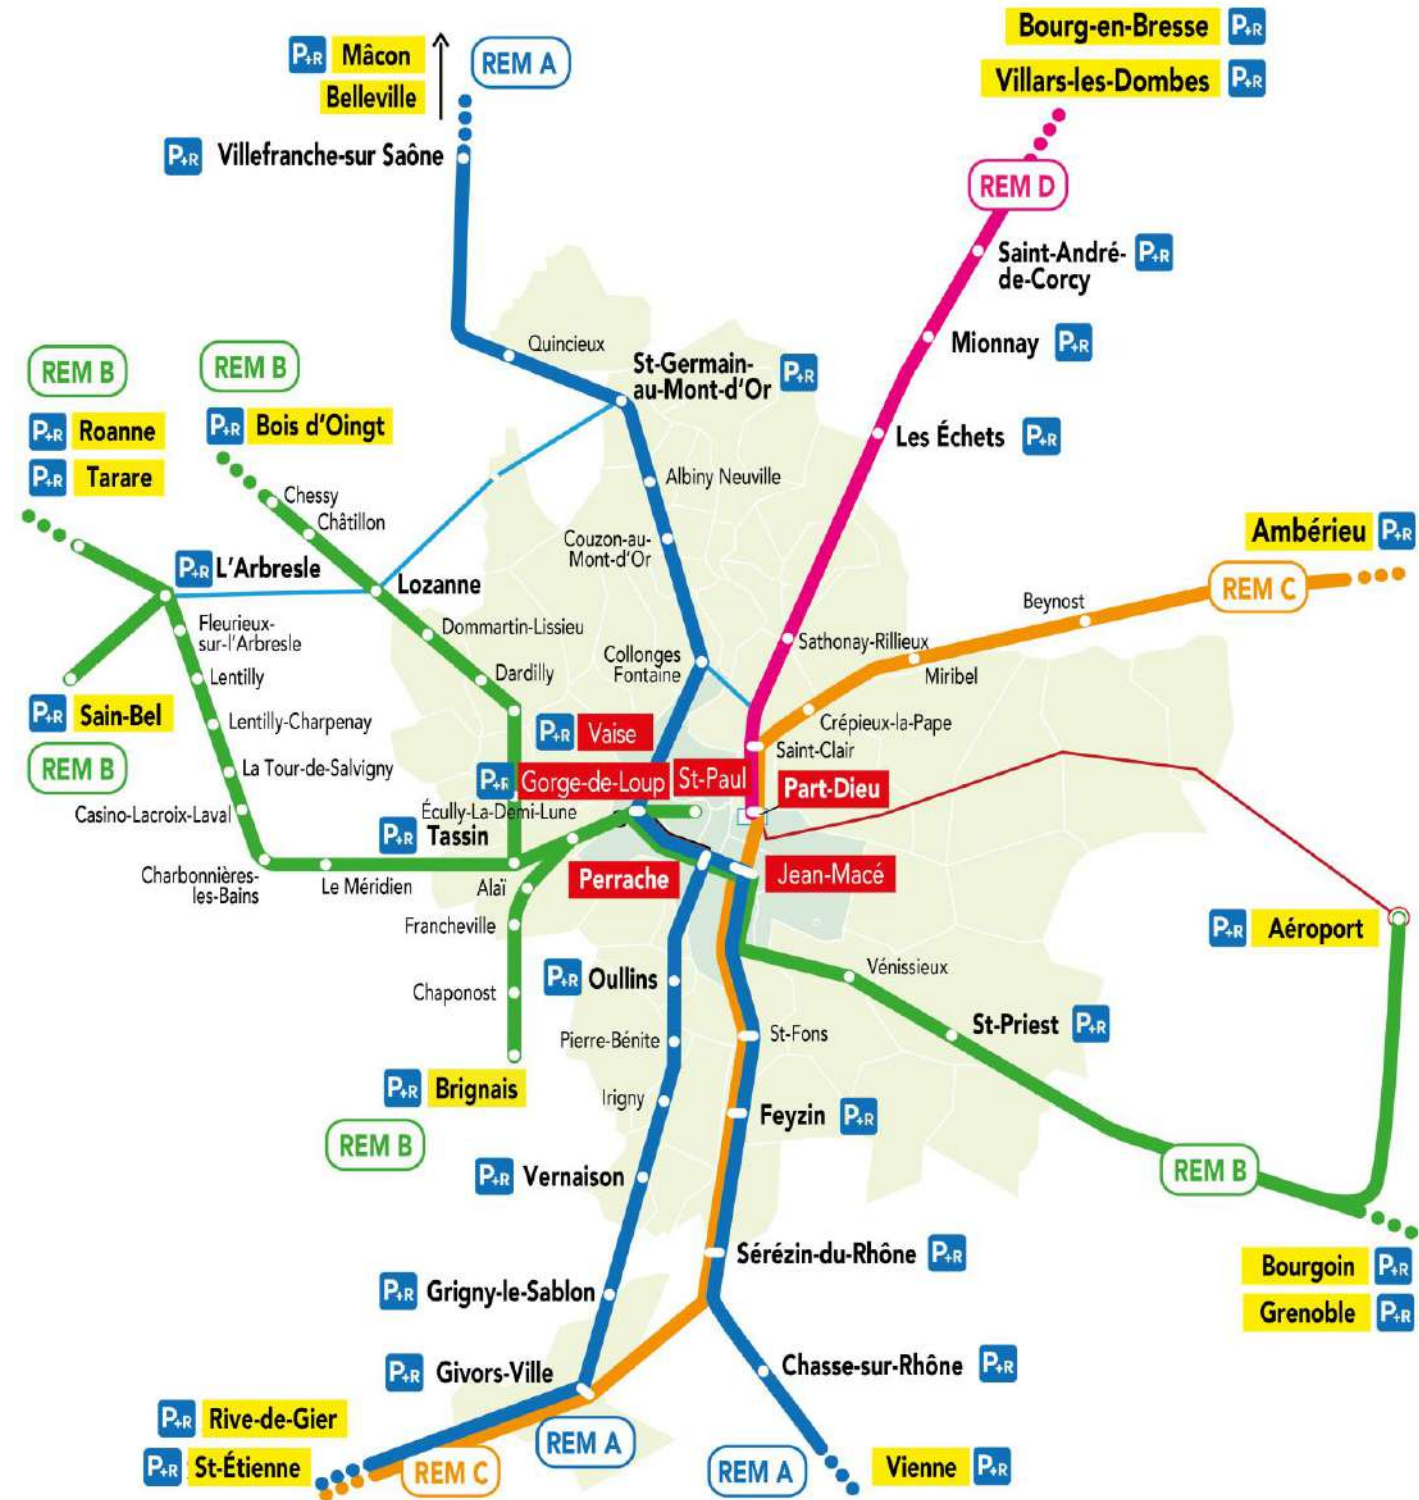 P+R Mâcon
Belleville
REM A
P+R Villefranche-sur Saône
Bourg-en-Bresse P+R
Villars-les-Dombes P+R
REM D
Saint-André- P+R
de-Corcy
Mionnay P+R
Les Échets P+R
Quincieux
St-Germain-
au-Mont-d'Or P+R
REM B
P+R Roanne
P+R Tarare
REM B
P+R Bois d'Oingt
Chessy
Châtillon
Albiny Neuville
Couzon-au-
Mont-d'Or
Ambérieu P+R
REM C
Beynost
P+R L'Arbresle
Lozanne
Fleurieux-
sur-l'Arbresle
Dommartin-Lissieu
Lentilly
Dardilly
Collonges
Fontaine
Sathonay-Rillieux
Miribel
P+R Sain-Bel
REM B
Lentilly-Charpenay
La Tour-de-Salvigny
Casino-Lacroix-Laval
P+R Vaise
Crépieux-la-Pape
Saint-Clair
P+R Gorge-de-Loup
St-Paul
Part-Dieu
Écully-La-Demi-Lune
P+R Tassin
Charbonnières-
les-Bains
Le Méridien
Alaï
Perrache
Jean-Macé
Francheville
P+R Aéroport
Chaponost
P+R Oullins
Vénissieux
Pierre-Bénite
St-Fons
St-Priest P+R
P+R Brignais
REM B
Irigny
Feyzin P+R
P+R Vernaison
REM B
Sérézin-du-Rhône P+R
Bourgoin P+R
Grenoble P+R
P+R Grigny-le-Sablon
P+R Givors-Ville
Chasse-sur-Rhône P+R
P+R Rive-de-Gier
P+R St-Étienne
REM C
REM A
REM A
Vienne P+R